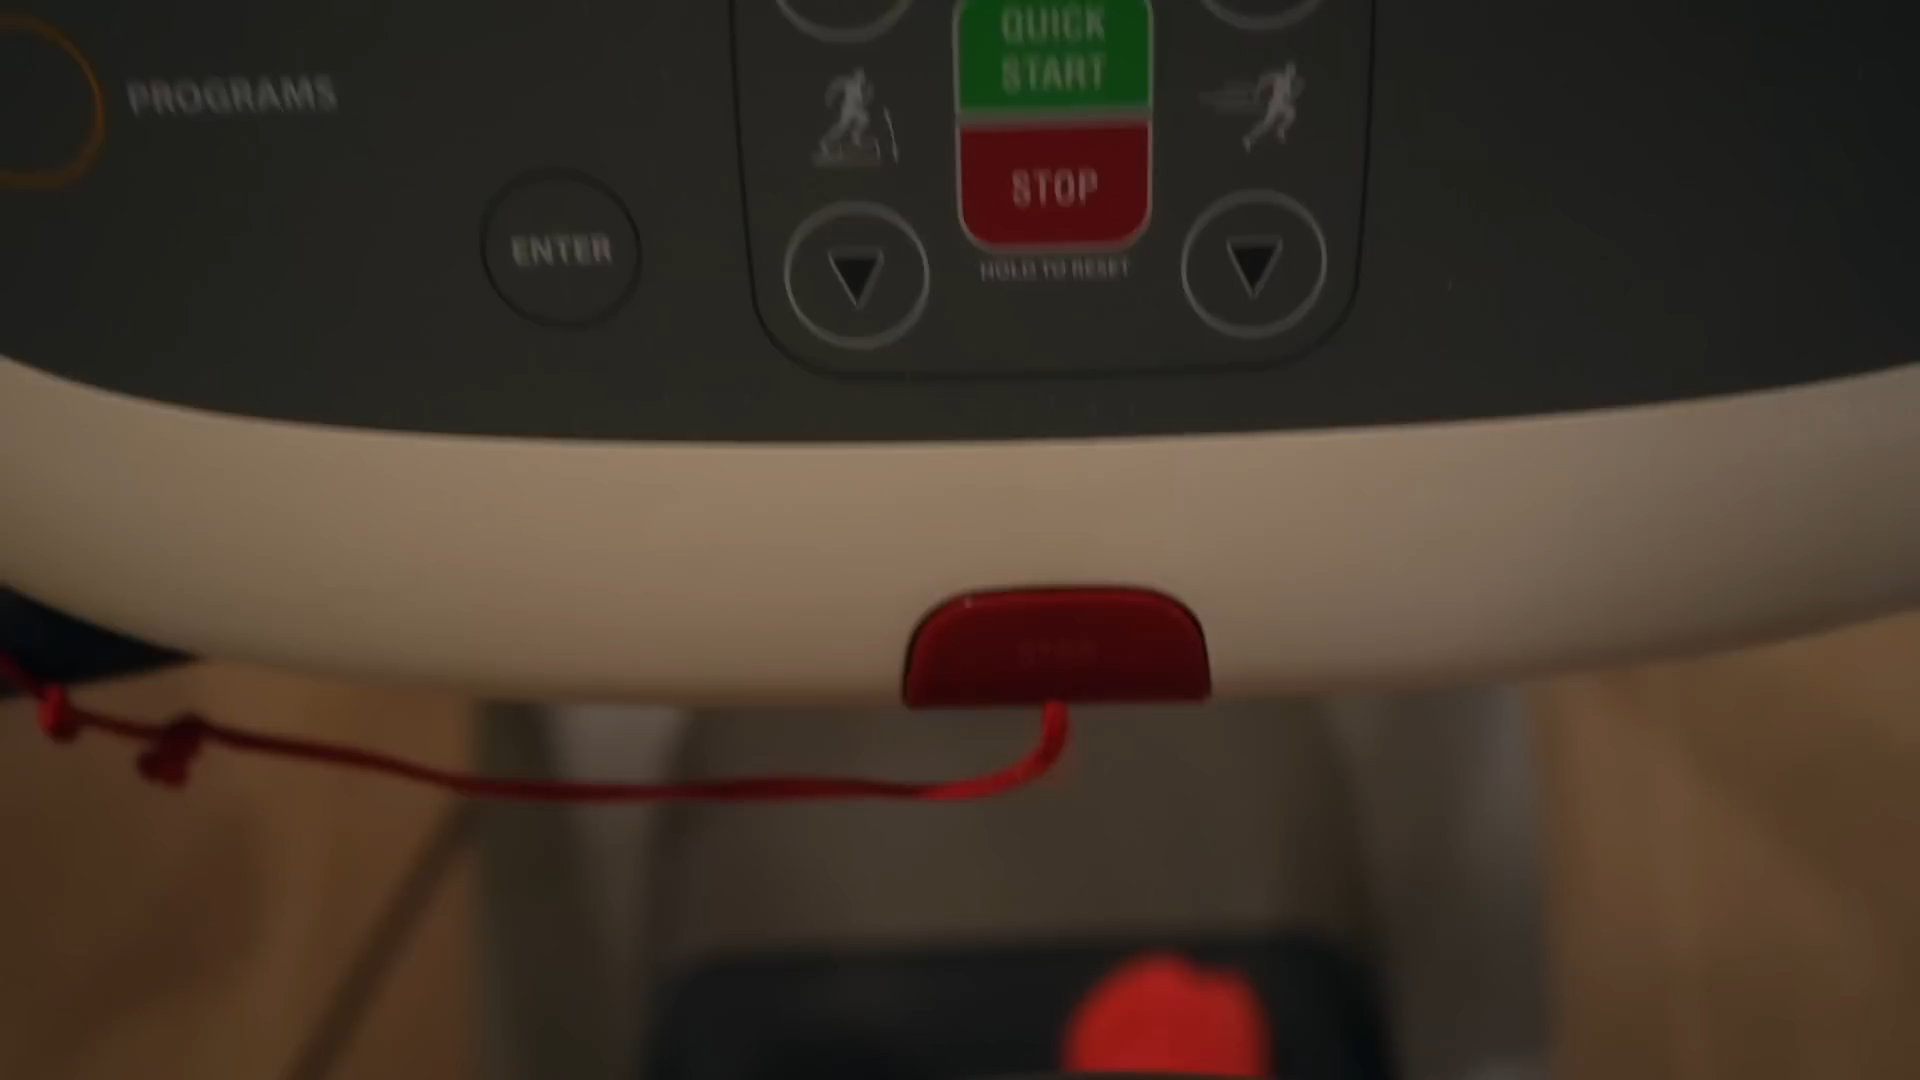 QUICK
START
PROGRAMS
STOP
ENTER
HOLD TO RESET